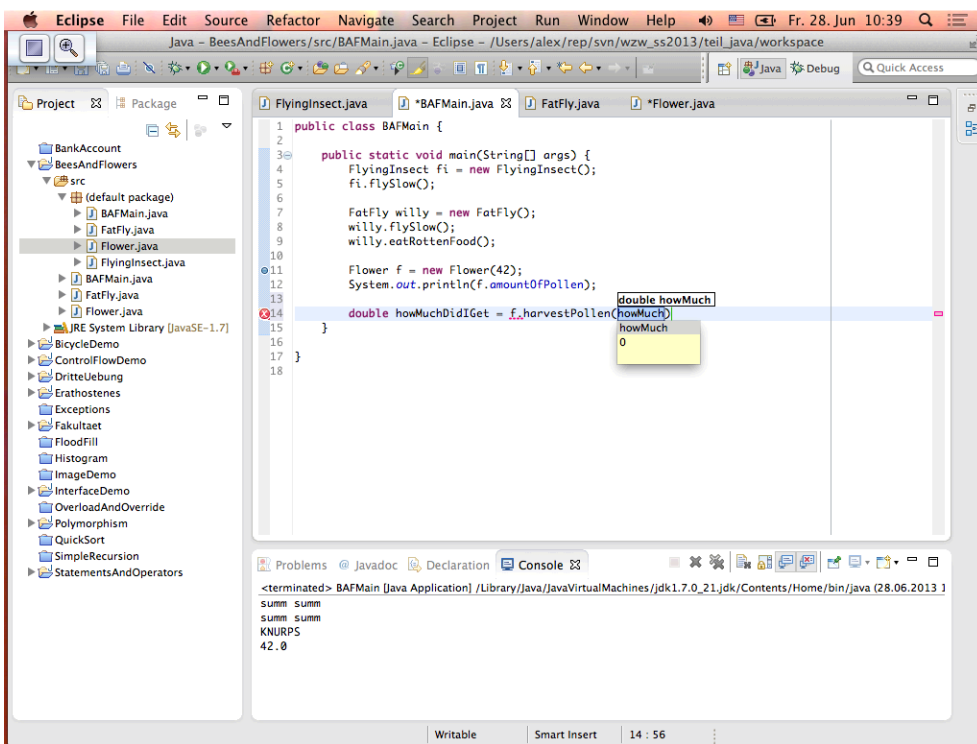 Eclipse File Edit Source Refactor Navigate Search Project Run Window Help Fr. 28. Jun 10:39
Java – BeesAndFlowers/src/BAFMain.java – Eclipse – /Users/alex/rep/svn/wzw_ss2013/teil_java/workspace
Java Debug Quick Access
Project Package
BankAccount
BeesAndFlowers
src
(default package)
BAFMain.java
FatFly.java
Flower.java
FlyingInsect.java
BAFMain.java
FatFly.java
Flower.java
JRE System Library [JavaSE-1.7]
BicycleDemo
ControlFlowDemo
DritteUebung
Erathostenes
Exceptions
Fakultaet
FloodFill
Histogram
ImageDemo
InterfaceDemo
OverloadAndOverride
Polymorphism
QuickSort
SimpleRecursion
StatementsAndOperators
FlyingInsect.java *BAFMain.java FatFly.java *Flower.java
1 public class BAFMain {
2
3 public static void main(String[] args) {
4 FlyingInsect fi = new FlyingInsect();
5 fi.flySlow();
6
7 FatFly willy = new FatFly();
8 willy.flySlow();
9 willy.eatRottenFood();
10
11 Flower f = new Flower(42);
12 System.out.println(f.amountOfPollen);
13
double howMuch
14 double howMuchDidIGet = f.harvestPollen(howMuch)
howMuch
15 }
0
16
17 }
18
Problems @ Javadoc Declaration Console
<terminated> BAFMain [Java Application] /Library/Java/JavaVirtualMachines/jdk1.7.0_21.jdk/Contents/Home/bin/java (28.06.2013 1
summ summ
summ summ
KNURPS
42.0
Writable Smart Insert 14 : 56